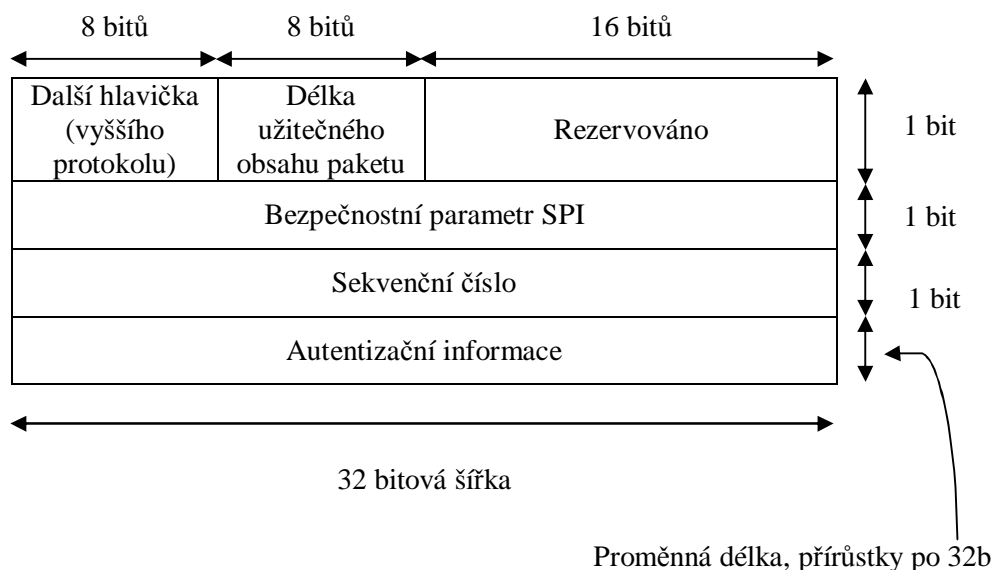 8 bitů 8 bitů 16 bitů
Další hlavička
(vyššího
protokolu)
Délka
užitečného
obsahu paketu
Rezervováno
1 bit
Bezpečnostní parametr SPI
1 bit
Sekvenční číslo
1 bit
Autentizační informace
32 bitová šířka
Proměnná délka, přírůstky po 32b